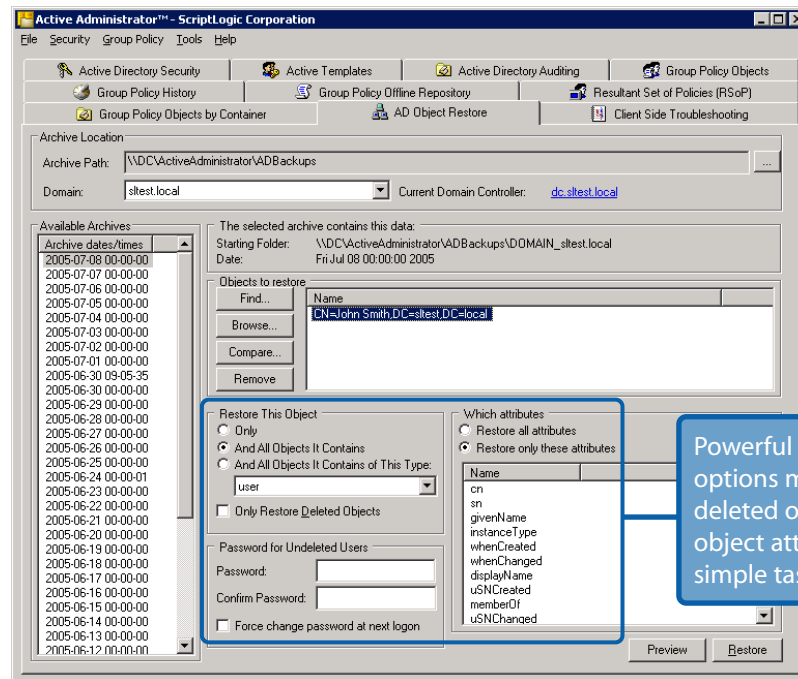 Active Administrator™ - ScriptLogic Corporation
File Security Group Policy Tools Help
Active Directory Security
Active Templates
Active Directory Auditing
Group Policy Objects
Group Policy History
Group Policy Offline Repository
Resultant Set of Policies (RSoP)
Group Policy Objects by Container
AD Object Restore
Client Side Troubleshooting
Archive Location
Archive Path: \\DC\ActiveAdministrator\ADBackups ...
Domain: sltest.local Current Domain Controller: dc.sltest.local
Available Archives
Archive dates/times
2005-07-08 00-00-00
2005-07-07 00-00-00
2005-07-06 00-00-00
2005-07-05 00-00-00
2005-07-04 00-00-00
2005-07-03 00-00-00
2005-07-02 00-00-00
2005-07-01 00-00-00
2005-06-30 09-05-35
2005-06-30 00-00-00
2005-06-29 00-00-00
2005-06-28 00-00-00
2005-06-27 00-00-00
2005-06-26 00-00-00
2005-06-25 00-00-00
2005-06-24 00-00-01
2005-06-23 00-00-00
2005-06-22 00-00-00
2005-06-21 00-00-00
2005-06-20 00-00-00
2005-06-19 00-00-00
2005-06-18 00-00-00
2005-06-17 00-00-00
2005-06-16 00-00-00
2005-06-15 00-00-00
2005-06-14 00-00-00
2005-06-13 00-00-00
2005-06-12 00-00-00
The selected archive contains this data:
Starting Folder: \\DC\ActiveAdministrator\ADBackups\DOMAIN_sltest.local
Date: Fri Jul 08 00:00:00 2005
Objects to restore
Find...
Browse...
Compare...
Remove
Name
CN=John Smith,DC=sltest,DC=local
Restore This Object
Only
And All Objects It Contains
And All Objects It Contains of This Type:
user
Only Restore Deleted Objects
Password for Undeleted Users
Password:
Confirm Password:
Force change password at next logon
Which attributes
Restore all attributes
Restore only these attributes
Name
cn
sn
givenName
instanceType
whenCreated
whenChanged
displayName
uSNCreated
memberOf
uSNChanged
Powerful
options m
deleted o
object att
simple tas
Preview
Restore